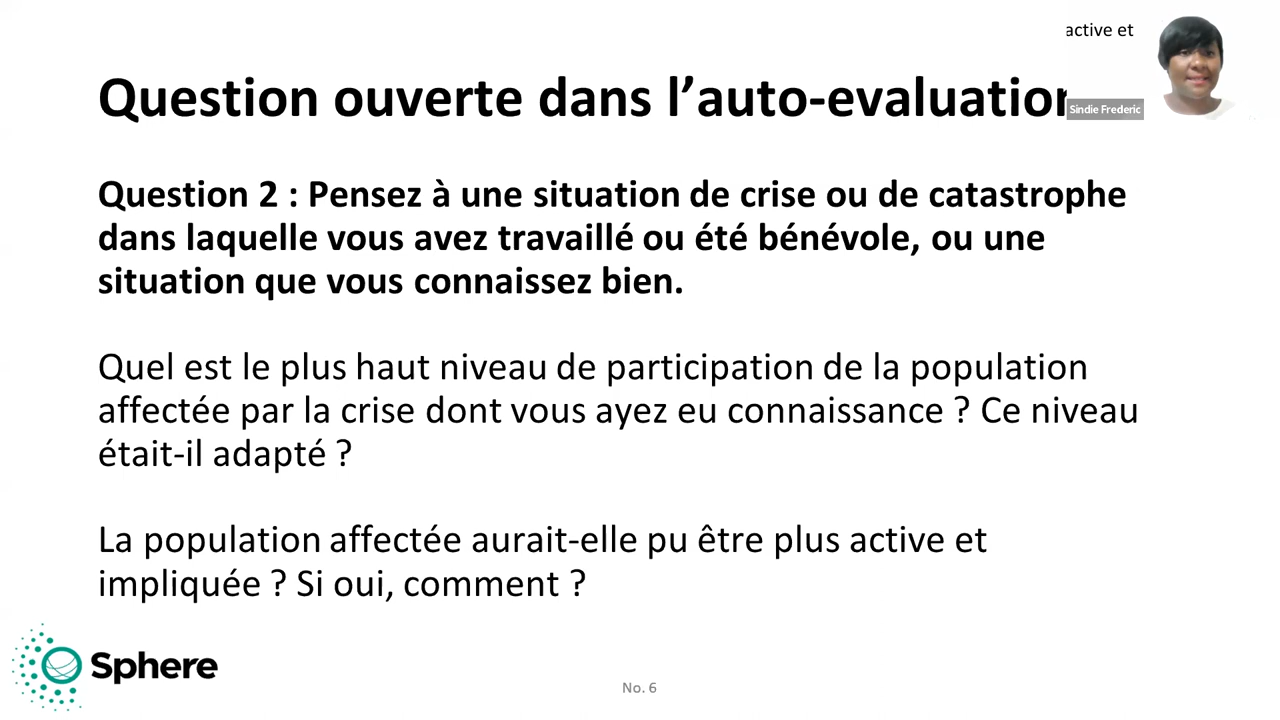 active et
Question ouverte dans l’auto-evaluation
Sindie Frederic
Question 2 : Pensez à une situation de crise ou de catastrophe
dans laquelle vous avez travaillé ou été bénévole, ou une
situation que vous connaissez bien.
Quel est le plus haut niveau de participation de la population
affectée par la crise dont vous ayez eu connaissance ? Ce niveau
était-il adapté ?
La population affectée aurait-elle pu être plus active et
impliquée ? Si oui, comment ?
Sphere
No. 6